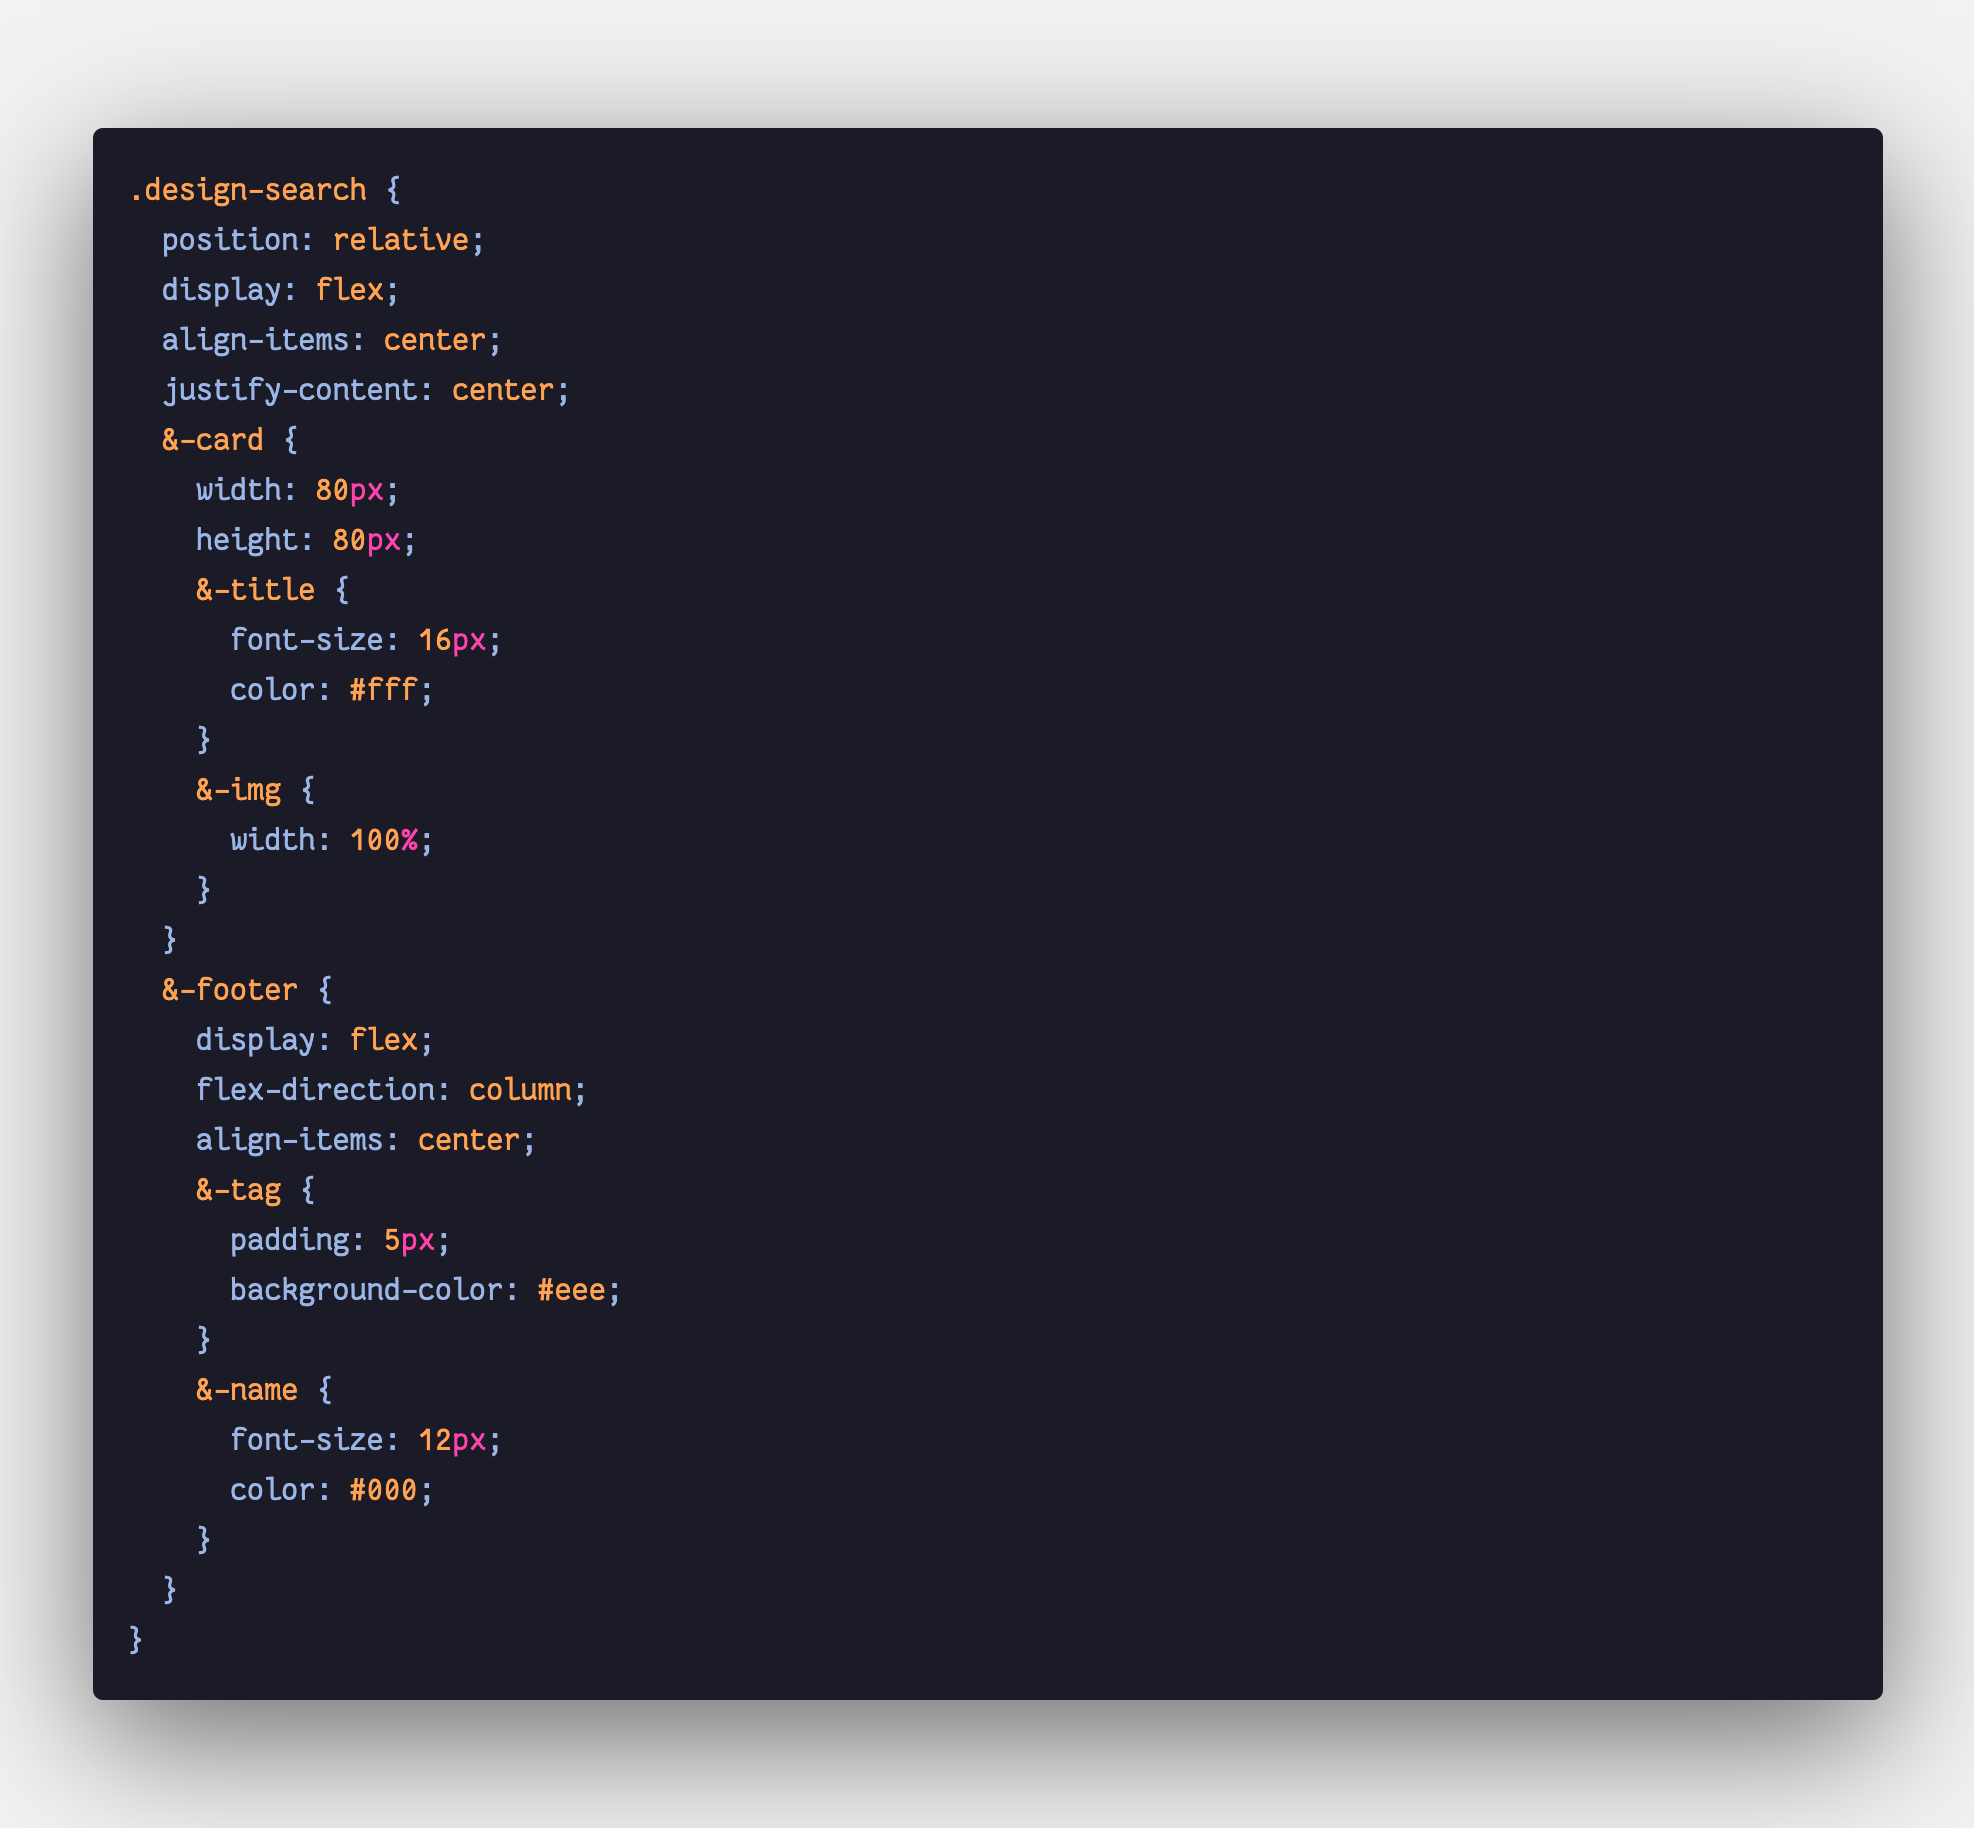 .design-search {
  position: relative;
  display: flex;
  align-items: center;
  justify-content: center;
  &-card {
    width: 80px;
    height: 80px;
    &-title {
      font-size: 16px;
      color: #fff;
    }
    &-img {
      width: 100%;
    }
  }
  &-footer {
    display: flex;
    flex-direction: column;
    align-items: center;
    &-tag {
      padding: 5px;
      background-color: #eee;
    }
    &-name {
      font-size: 12px;
      color: #000;
    }
  }
}